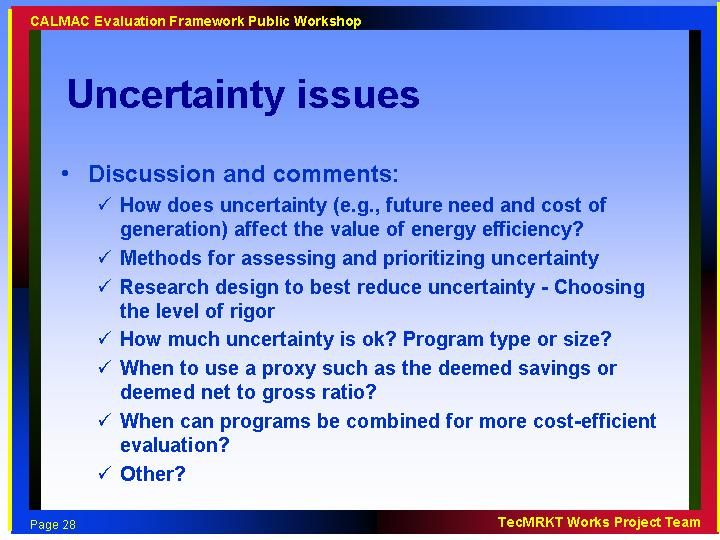 CALMAC Evaluation Framework Public Workshop
Uncertainty issues
• Discussion and comments:
✓ How does uncertainty (e.g., future need and cost of
generation) affect the value of energy efficiency?
✓ Methods for assessing and prioritizing uncertainty
✓ Research design to best reduce uncertainty - Choosing
the level of rigor
✓ How much uncertainty is ok? Program type or size?
✓ When to use a proxy such as the deemed savings or
deemed net to gross ratio?
✓ When can programs be combined for more cost-efficient
evaluation?
✓ Other?
Page 28
TecMRKT Works Project Team